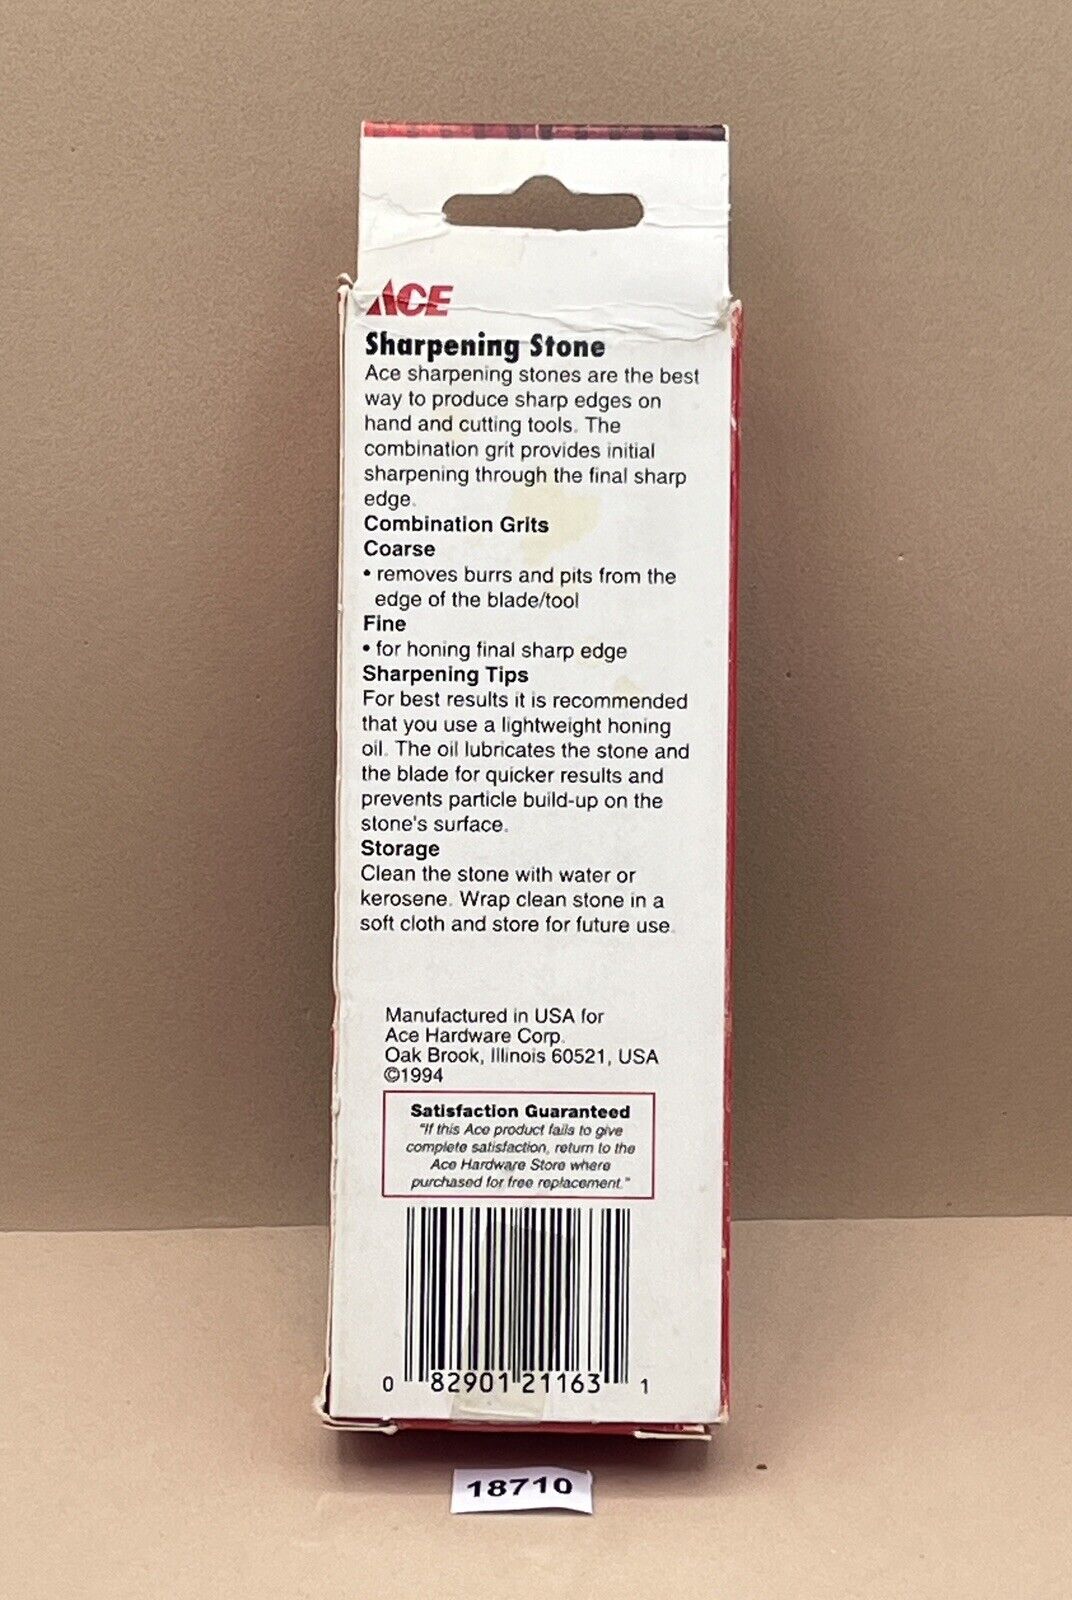 ACE
Sharpening Stone
Ace sharpening stones are the best
way to produce sharp edges on
hand and cutting tools. The
combination grit provides initial
sharpening through the final sharp
edge.
Combination Grits
Coarse
• removes burrs and pits from the
edge of the blade/tool
Fine
• for honing final sharp edge
Sharpening Tips
For best results it is recommended
that you use a lightweight honing
oil. The oil lubricates the stone and
the blade for quicker results and
prevents particle build-up on the
stone's surface.
Storage
Clean the stone with water or
kerosene. Wrap clean stone in a
soft cloth and store for future use.
Manufactured in USA for
Ace Hardware Corp.
Oak Brook, Illinois 60521, USA
©1994
Satisfaction Guaranteed
"If this Ace product fails to give
complete satisfaction, return to the
Ace Hardware Store where
purchased for free replacement."
0 82901 21163 1
18710